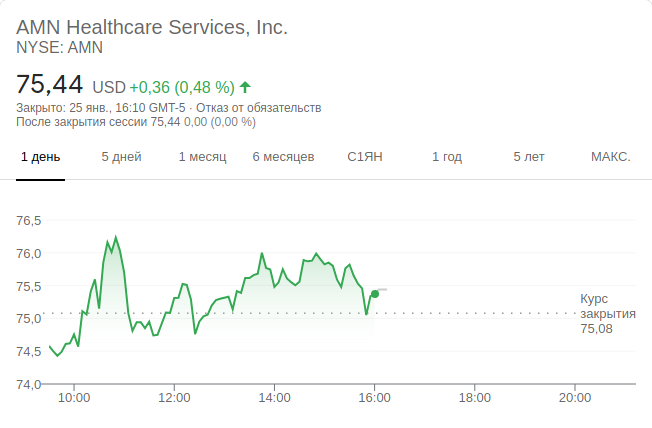 AMN Healthcare Services, Inc.
NYSE: AMN
75,44 USD +0,36 (0,48 %)
Закрыто: 25 янв., 16:10 GMT-5 · Отказ от обязательств
После закрытия сессии 75,44 0,00 (0,00 %)
1 день 5 дней 1 месяц 6 месяцев С1ЯН 1 год 5 лет МАКС.
76,5
76,0
75,5
Курс
закрытия
75,08
75,0
74,5
74,0
10:00 12:00 14:00 16:00 18:00 20:00